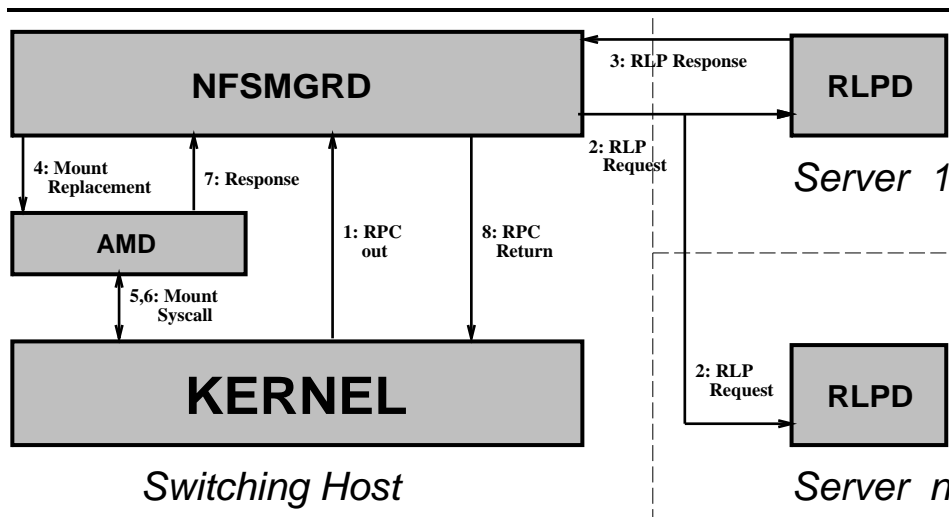 NFSMGRD
3: RLP Response
RLPD
2: RLP
Request
Server 1
4: Mount
Replacement
7: Response
1: RPC
out
8: RPC
Return
AMD
5,6: Mount
Syscall
KERNEL
2: RLP
Request
RLPD
Switching Host
Server n